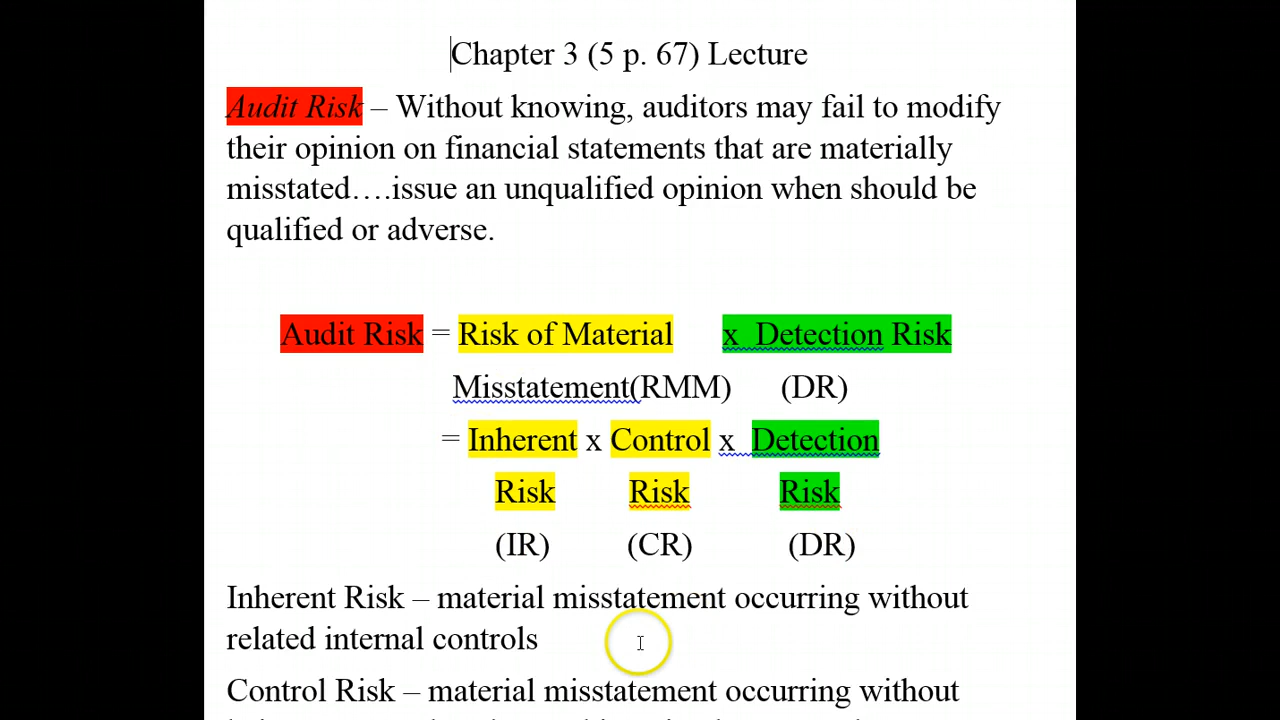 Chapter 3 (5 p. 67) Lecture
Audit Risk – Without knowing, auditors may fail to modify
their opinion on financial statements that are materially
misstated….issue an unqualified opinion when should be
qualified or adverse.
Audit Risk = Risk of Material x Detection Risk
Misstatement(RMM) (DR)
= Inherent x Control x Detection
Risk Risk Risk
(IR) (CR) (DR)
Inherent Risk – material misstatement occurring without
related internal controls
Control Risk – material misstatement occurring without